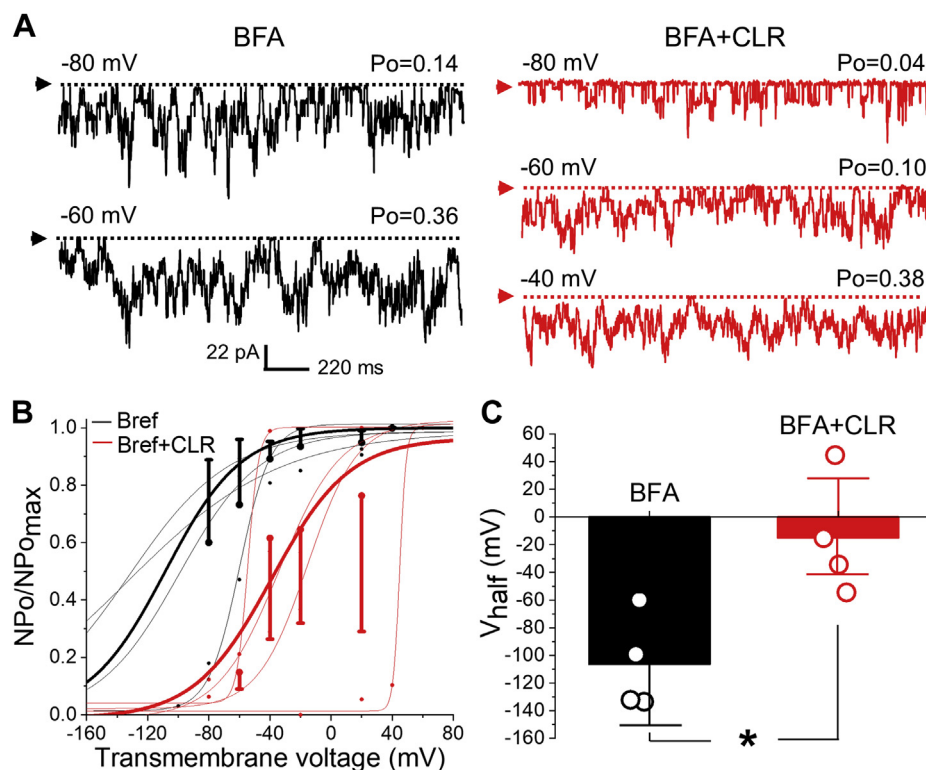 A
BFA
BFA+CLR
-80 mV
Po=0.14
-80 mV
Po=0.04
-60 mV
Po=0.10
-60 mV
Po=0.36
-40 mV
Po=0.38
22 pA
220 ms
B
Bref
Bref+CLR
NPo/NPomax
1.0
0.8
0.6
0.4
0.2
0.0
-160 -120 -80 -40 0 40 80
Transmembrane voltage (mV)
C
BFA+CLR
BFA
Vhalf (mV)
60
40
20
0
-20
-40
-60
-80
-100
-120
-140
-160
*